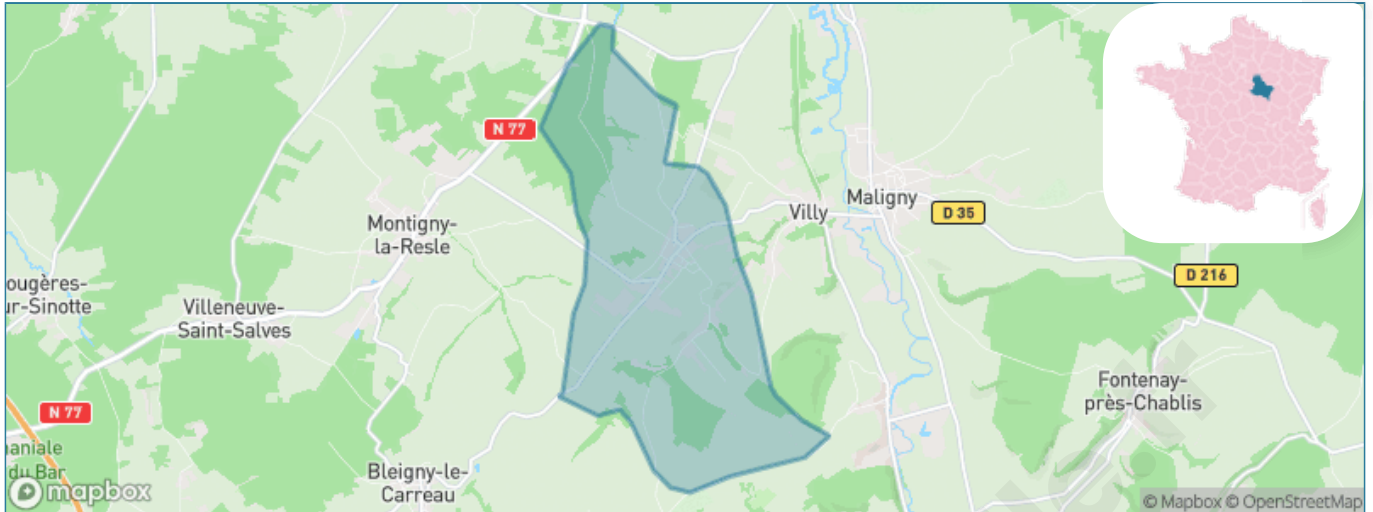 N 77
Maligny
Villy
D 35
Montigny-
la-Resle
D 216
ougères-
ur-Sinotte
Villeneuve-
Saint-Salves
Fontenay-
près-Chablis
N 77
naniale
du Bar
Bleigny-le-
Carreau
mapbox
© Mapbox © OpenStreetMap